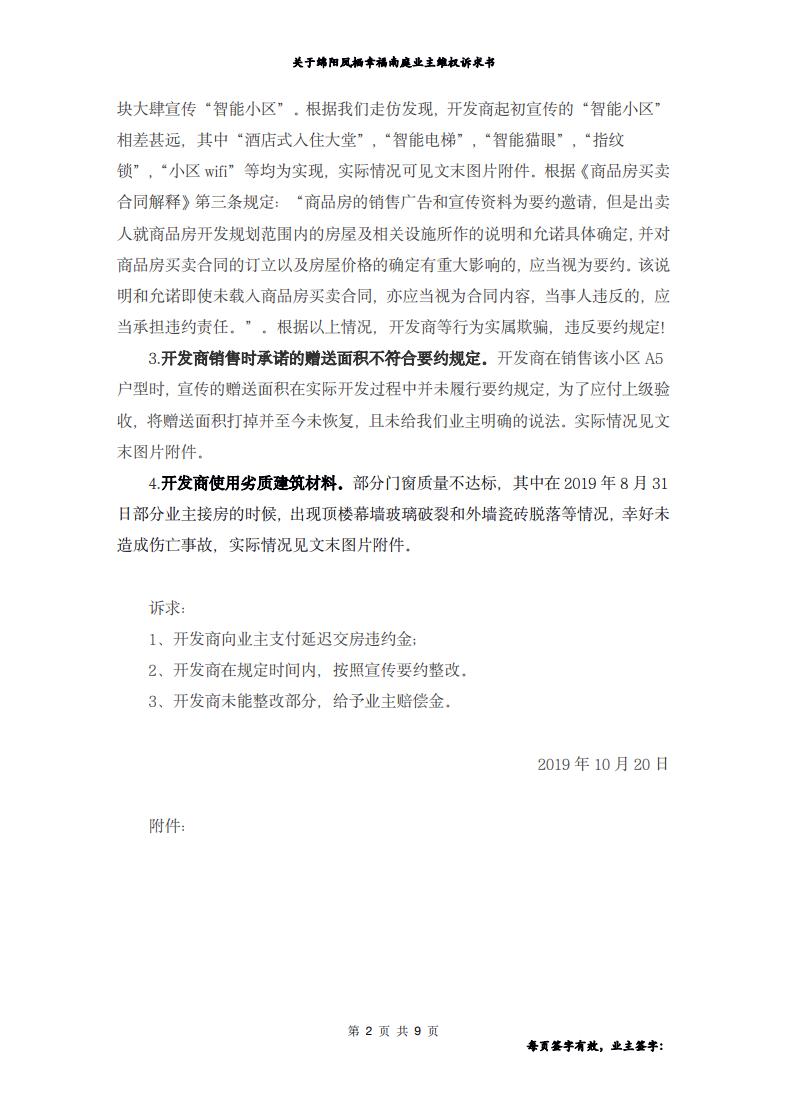 关于绵阳凤栖幸福南庭业主维权诉求书
块大肆宣传“智能小区”。根据我们走仿发现，开发商起初宣传的“智能小区”
相差甚远，其中“酒店式入住大堂”,“智能电梯”,“智能猫眼”,“指纹
锁”,“小区 wifi”等均为实现，实际情况可见文末图片附件。根据《商品房买卖
合同解释》第三条规定：“商品房的销售广告和宣传资料为要约邀请，但是出卖
人就商品房开发规划范围内的房屋及相关设施所作的说明和允诺具体确定，并对
商品房买卖合同的订立以及房屋价格的确定有重大影响的，应当视为要约。该说
明和允诺即使未载入商品房买卖合同，亦应当视为合同内容，当事人违反的，应
当承担违约责任。”。根据以上情况，开发商等行为实属欺骗，违反要约规定!
3.开发商销售时承诺的赠送面积不符合要约规定。开发商在销售该小区 A5
户型时，宣传的赠送面积在实际开发过程中并未履行要约规定，为了应付上级验
收，将赠送面积打掉并至今未恢复，且未给我们业主明确的说法。实际情况见文
末图片附件。
4.开发商使用劣质建筑材料。部分门窗质量不达标，其中在 2019 年 8 月 31
日部分业主接房的时候，出现顶楼幕墙玻璃破裂和外墙瓷砖脱落等情况，幸好未
造成伤亡事故，实际情况见文末图片附件。
诉求：
1、开发商向业主支付延迟交房违约金;
2、开发商在规定时间内，按照宣传要约整改。
3、开发商未能整改部分，给予业主赔偿金。
2019 年 10 月 20 日
附件:
第 2 页 共 9 页
每页签字有效，业主签字：